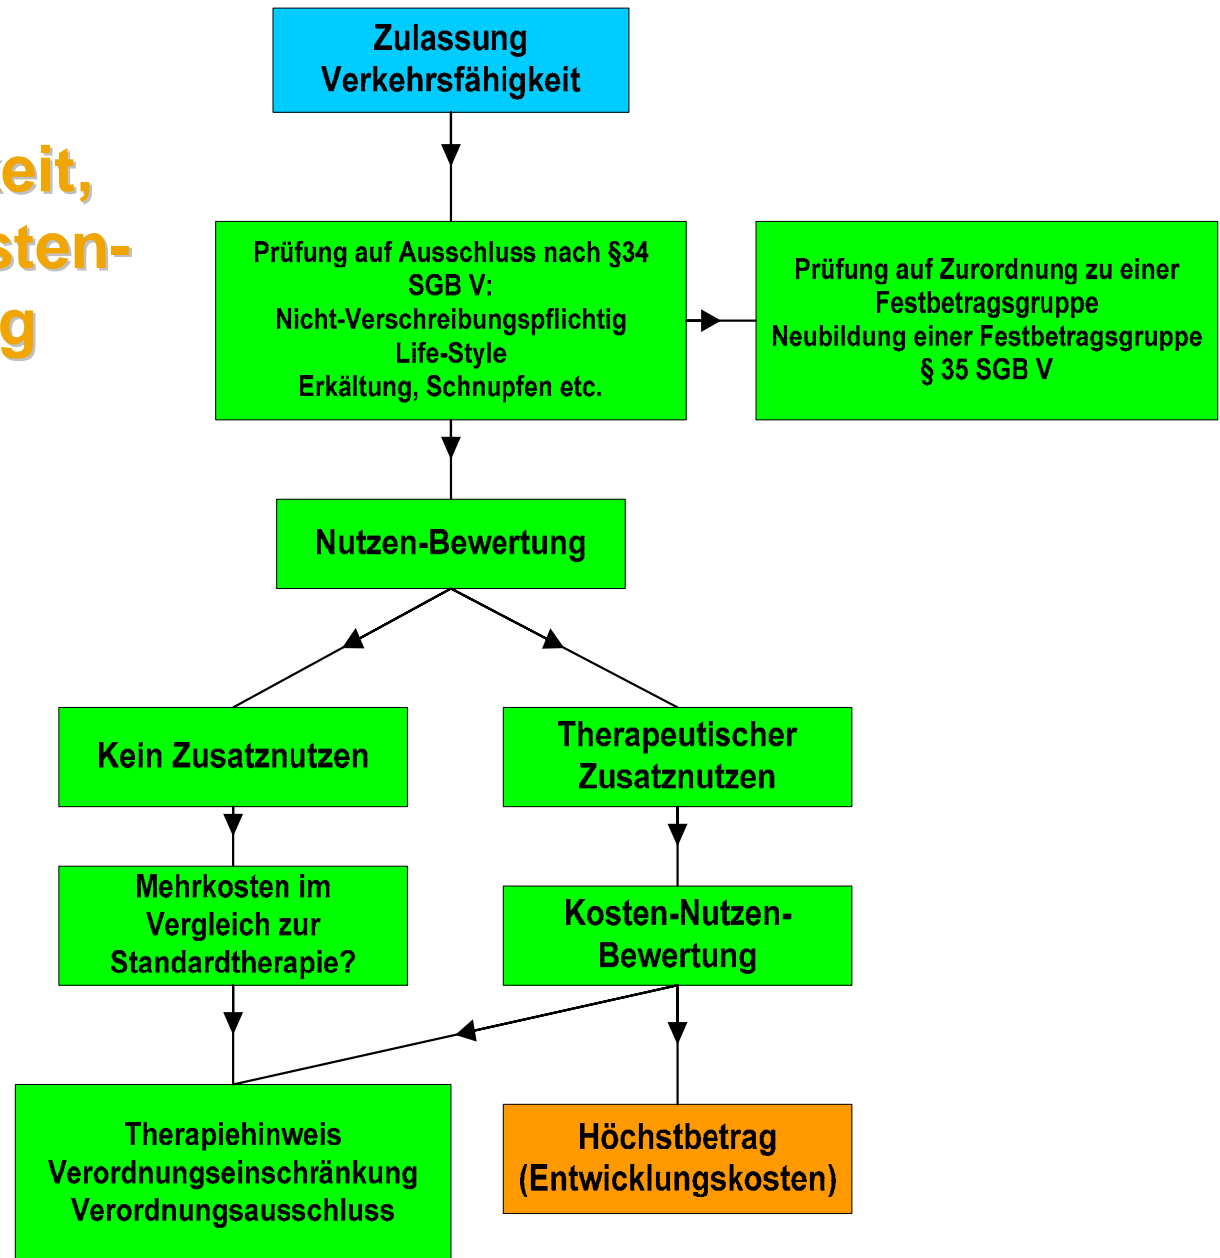 Zulassung
Verkehrsfähigkeit
eit,
sten-
g
Prüfung auf Ausschluss nach §34
SGB V:
Nicht-Verschreibungspflichtig
Life-Style
Erkältung, Schnupfen etc.
Prüfung auf Zurordnung zu einer
Festbetragsgruppe
Neubildung einer Festbetragsgruppe
§ 35 SGB V
Nutzen-Bewertung
Kein Zusatznutzen
Therapeutischer
Zusatznutzen
Mehrkosten im
Vergleich zur
Standardtherapie?
Kosten-Nutzen-
Bewertung
Therapiehinweis
Verordnungseinschränkung
Verordnungsausschluss
Höchstbetrag
(Entwicklungskosten)